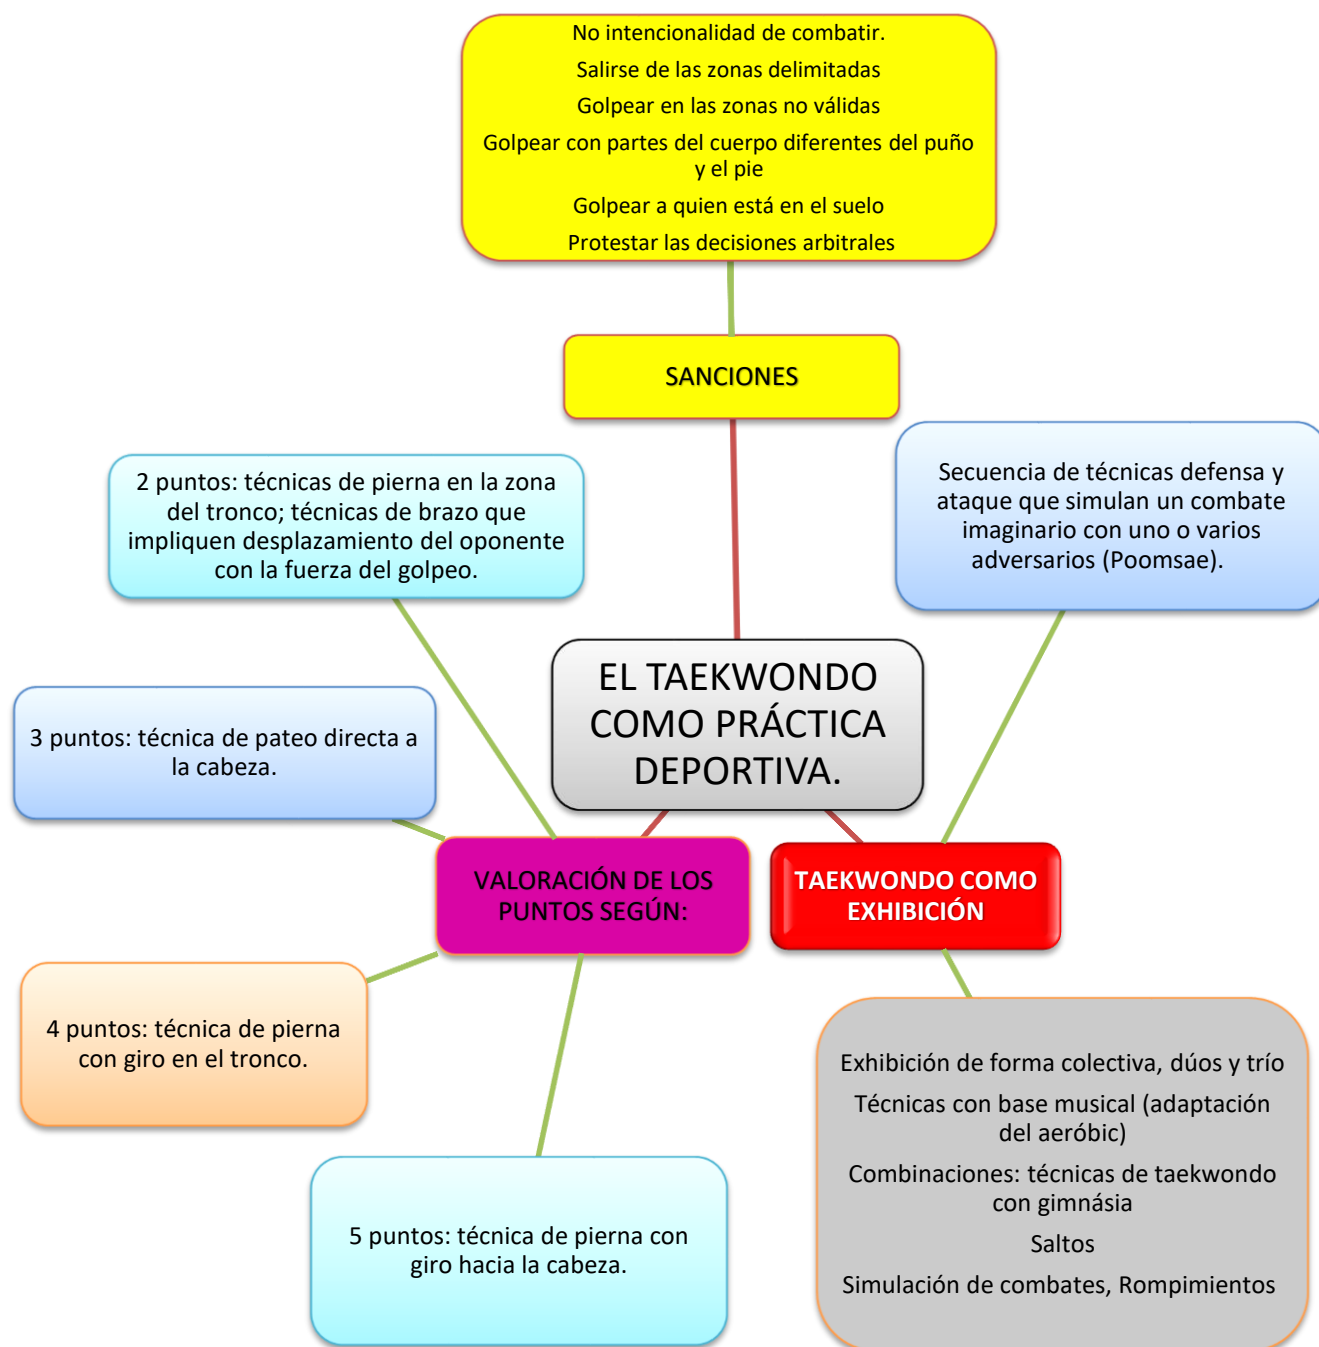 No intencionalidad de combatir.
Salirse de las zonas delimitadas
Golpear en las zonas no válidas
Golpear con partes del cuerpo diferentes del puño
y el pie
Golpear a quien está en el suelo
Protestar las decisiones arbitrales
SANCIONES
2 puntos: técnicas de pierna en la zona
del tronco; técnicas de brazo que
impliquen desplazamiento del oponente
con la fuerza del golpeo.
Secuencia de técnicas defensa y
ataque que simulan un combate
imaginario con uno o varios
adversarios (Poomsae).
EL TAEKWONDO
COMO PRÁCTICA
DEPORTIVA.
3 puntos: técnica de pateo directa a
la cabeza.
VALORACIÓN DE LOS
PUNTOS SEGÚN:
TAEKWONDO COMO
EXHIBICIÓN
4 puntos: técnica de pierna
con giro en el tronco.
5 puntos: técnica de pierna con
giro hacia la cabeza.
Exhibición de forma colectiva, dúos y trío
Técnicas con base musical (adaptación
del aeróbic)
Combinaciones: técnicas de taekwondo
con gimnásia
Saltos
Simulación de combates, Rompimientos